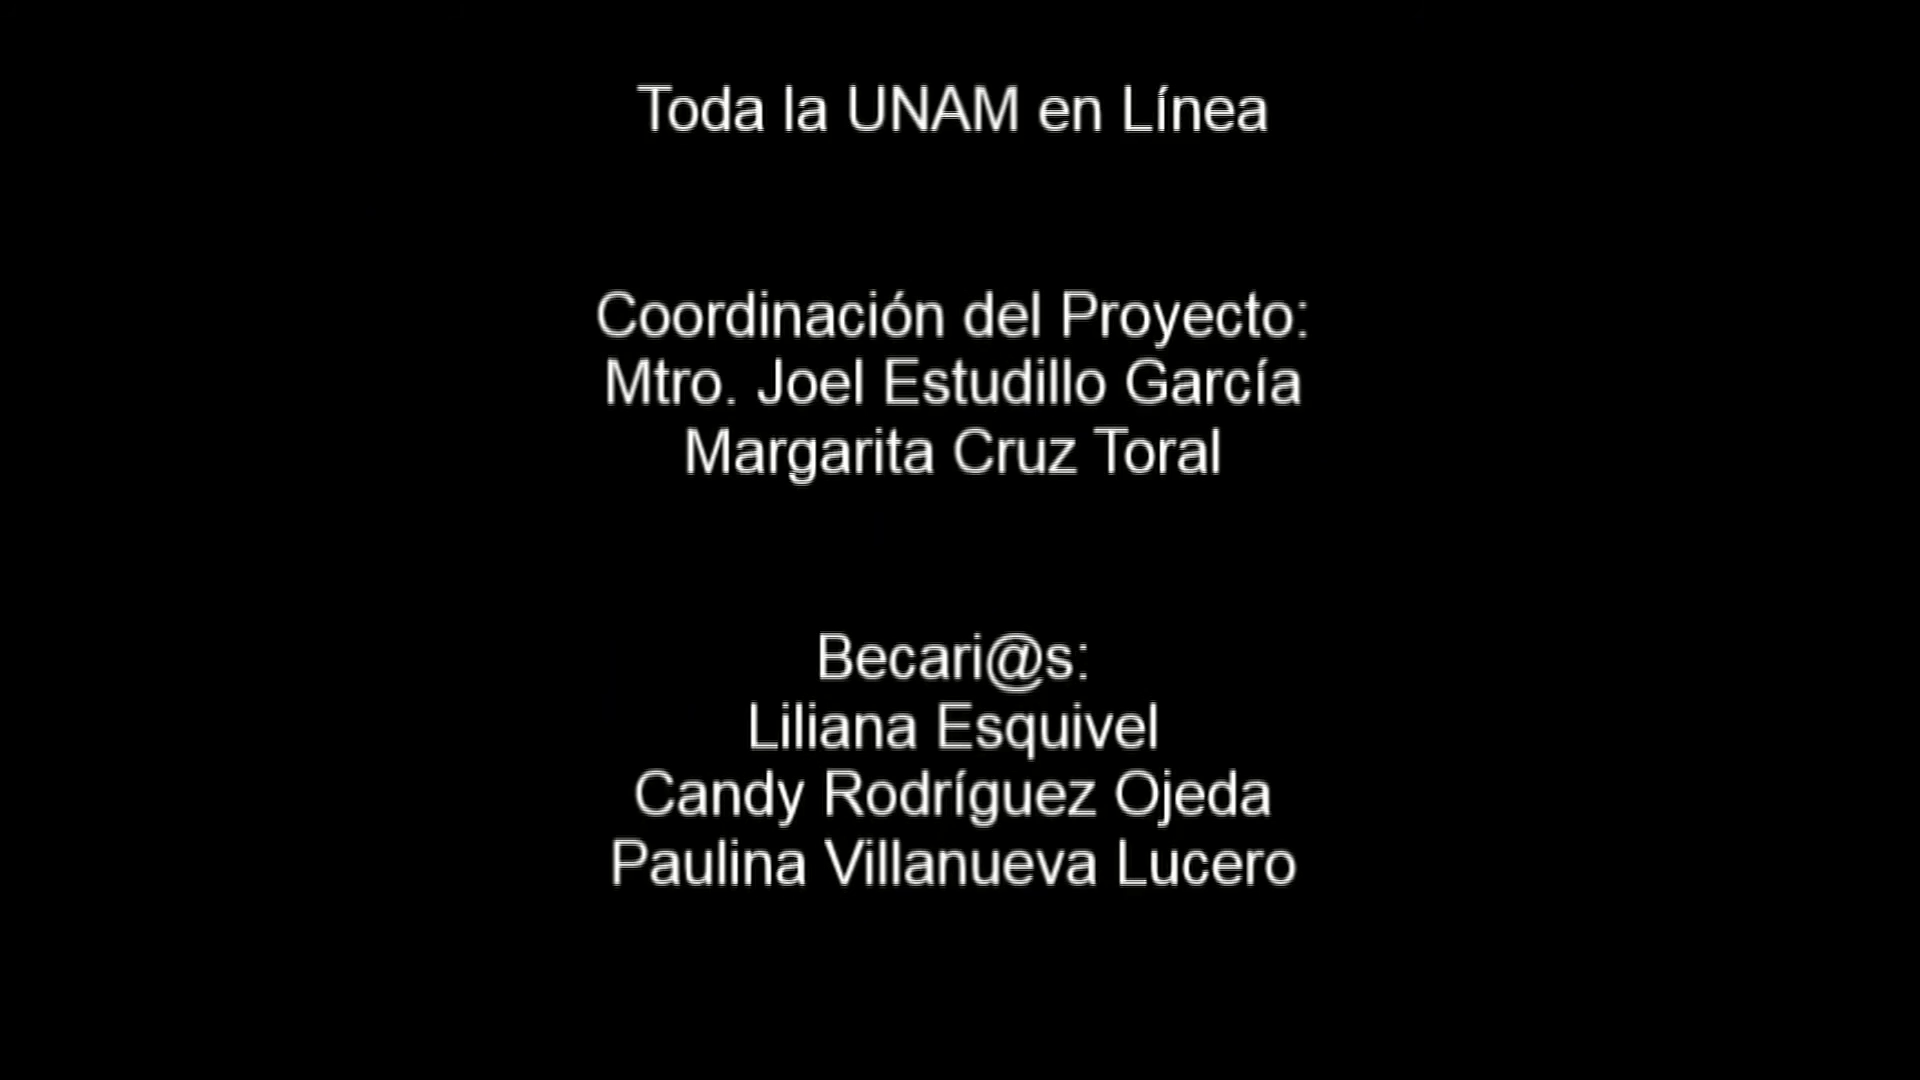 Toda la UNAM en Línea
Coordinación del Proyecto:
Mtro. Joel Estudillo García
Margarita Cruz Toral
Becari@s:
Liliana Esquivel
Candy Rodríguez Ojeda
Paulina Villanueva Lucero